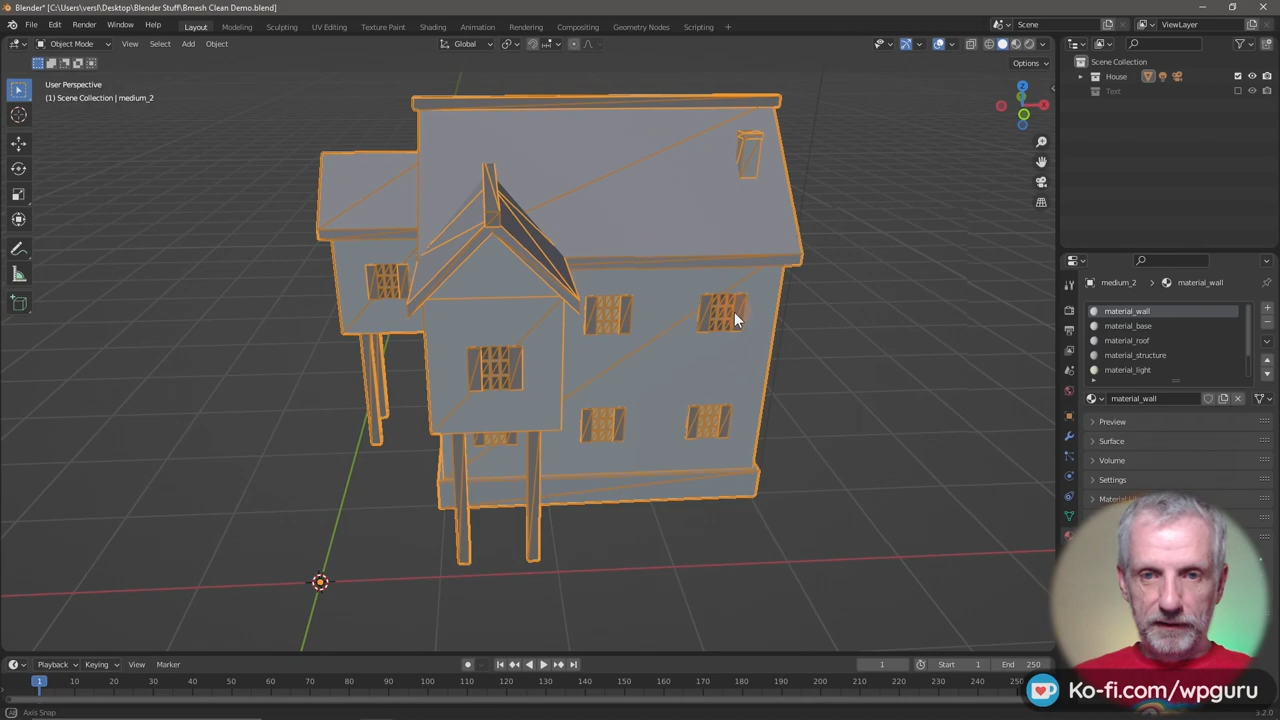 Blender* [C:\Users\versl\Desktop\Blender Stuff\Bmesh Clean Demo.blend]
File Edit Render Window Help Layout Modeling Sculpting UV Editing Texture Paint Shading Animation Rendering Compositing Geometry Nodes Scripting + Scene ViewLayer
Object Mode View Select Add Object Global
Options
User Perspective
(1) Scene Collection | medium_2
Scene Collection
House
Text
medium_2 > material_wall
material_wall
material_base
material_roof
material_structure
material_light
material_wall
Preview
Surface
Volume
Settings
Playback Keying View Marker 1 Start 1 End 250
1 10 20 30 40 50 60 70 80 90 100 110 120 130 140 150 160 170 180 190 200 210 220 230 240
Axis Snap
3.2.0
Ko-fi.com/wpguru